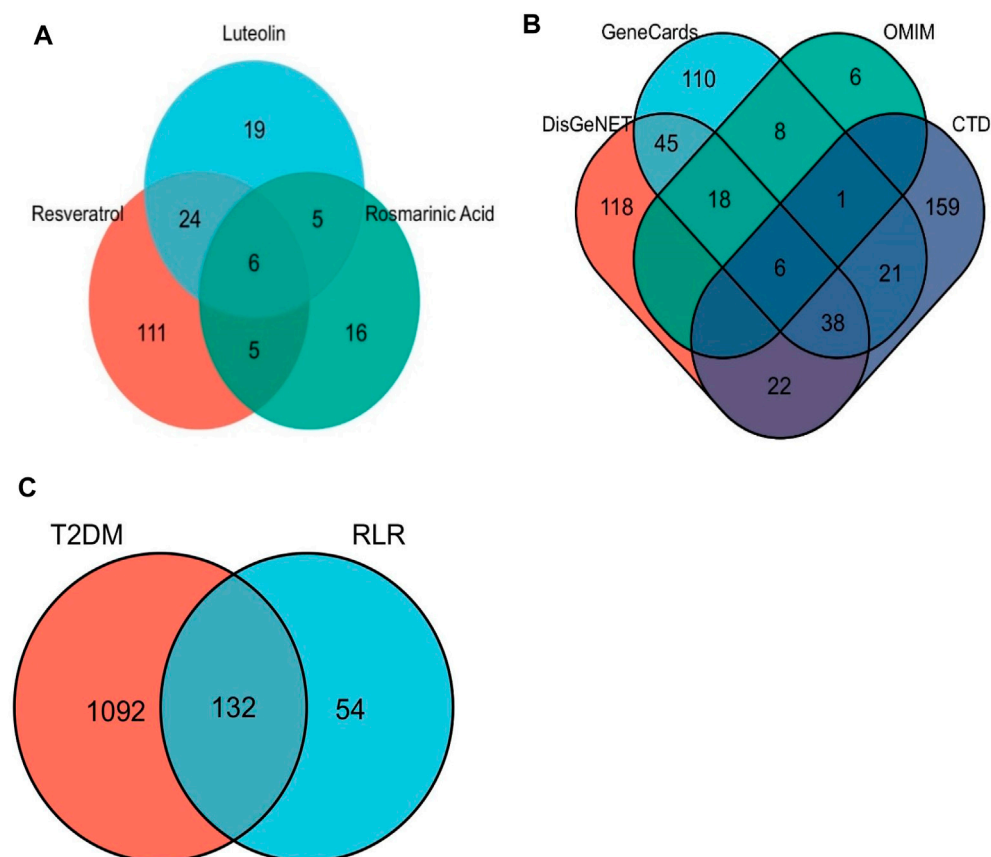 A
Luteolin
19
Resveratrol
24
5
Rosmarinic Acid
6
111
5
16
B
GeneCards
OMIM
110
6
DisGeNET
45
8
CTD
118
18
1
159
6
21
38
22
C
T2DM
RLR
1092
132
54